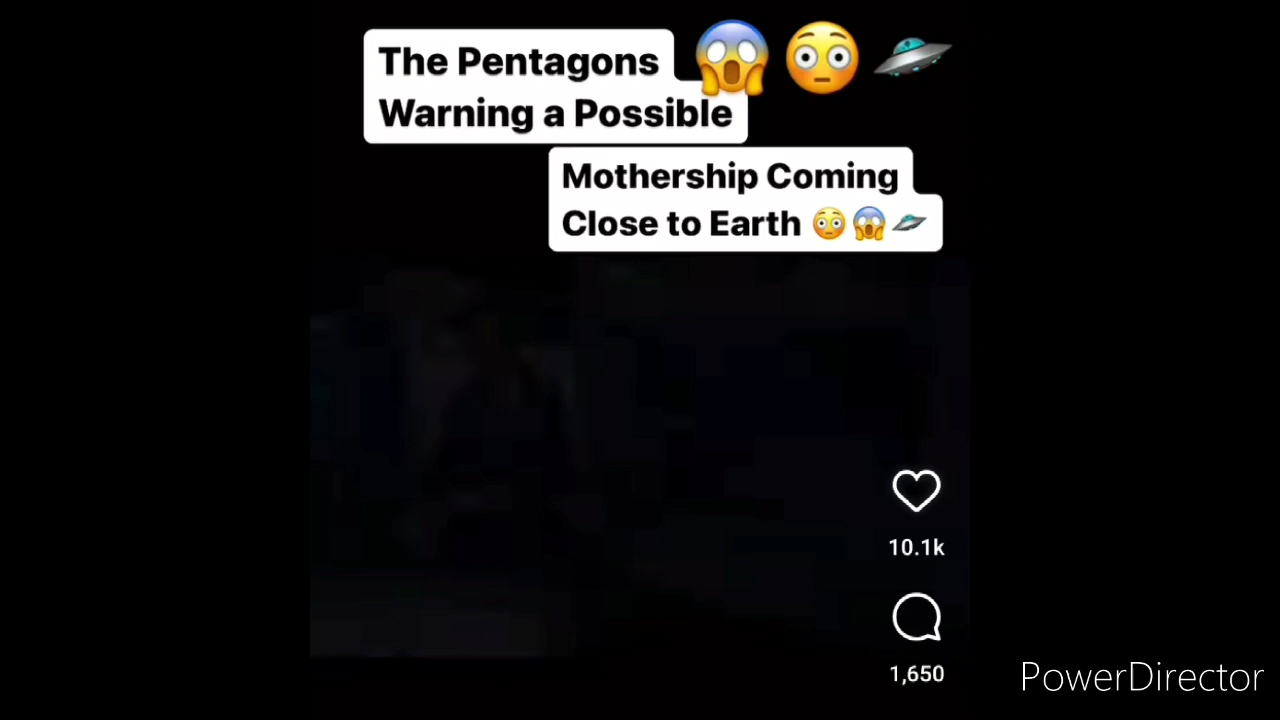 The Pentagons 😱 😳 🛸
Warning a Possible
Mothership Coming
Close to Earth 😳😱🛸
10.1k
1,650
PowerDirector